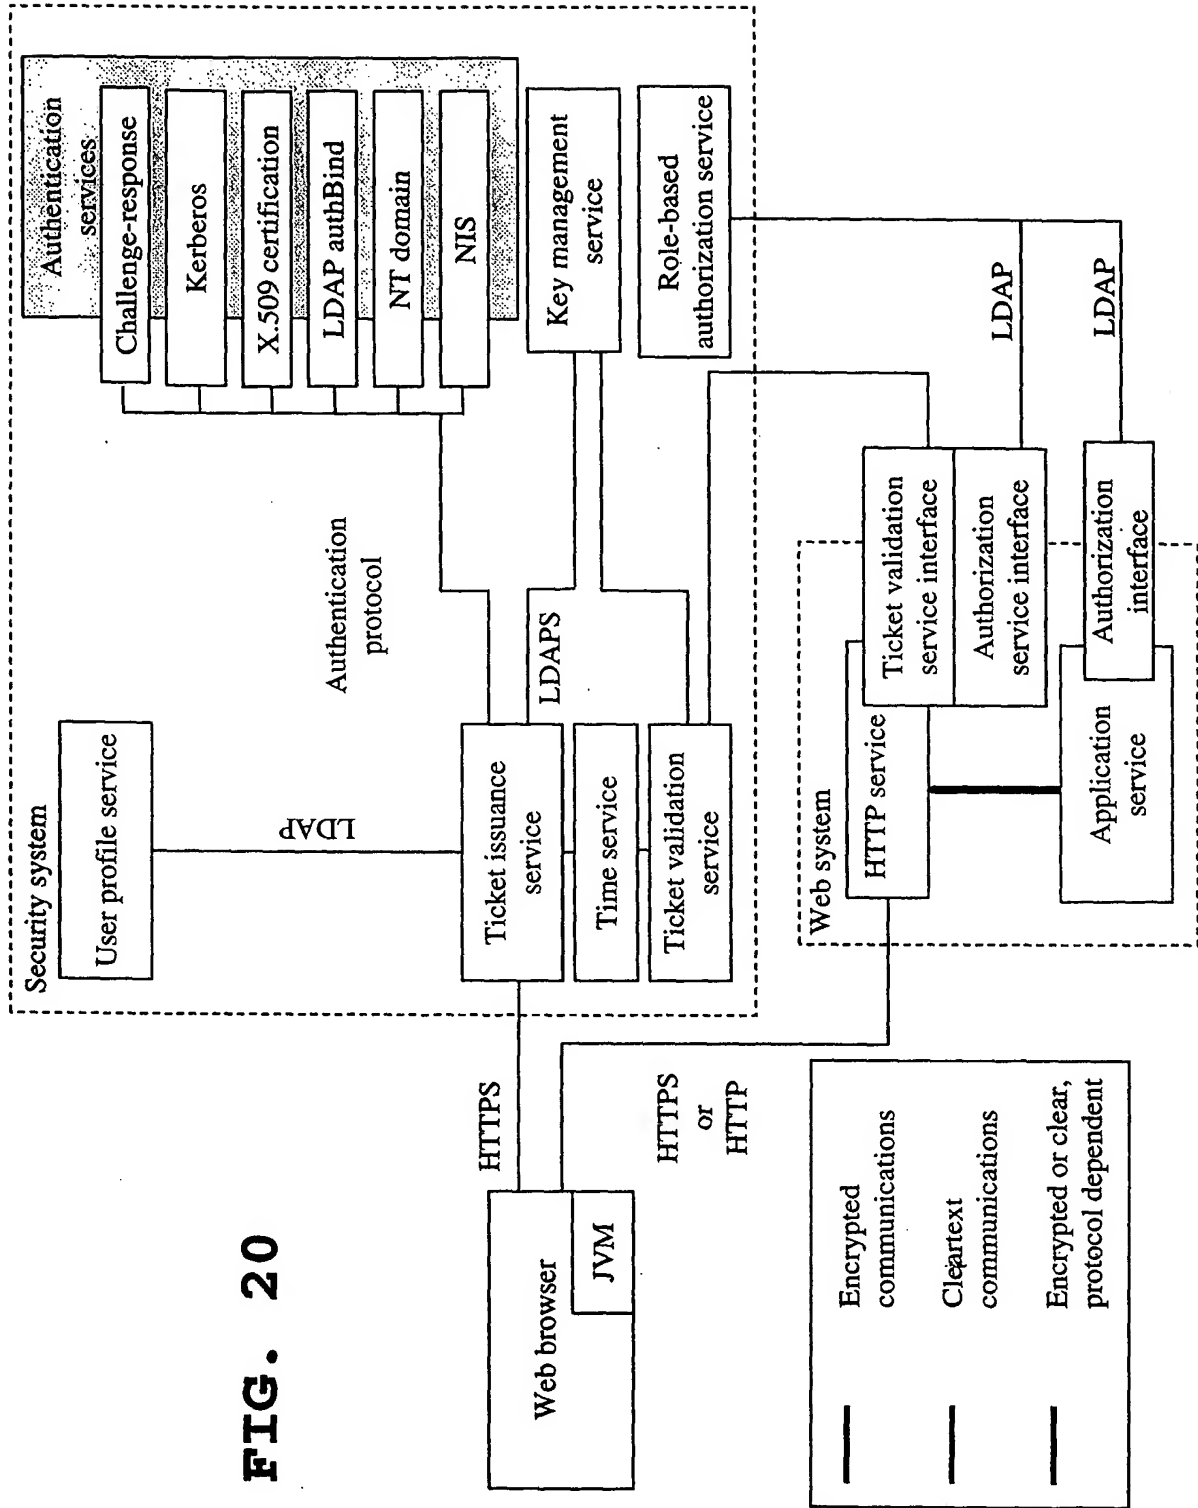 FIG. 20
Security system
User profile service
LDAP
Authentication
services
Challenge-response
Kerberos
X.509 certification
LDAP authBind
NT domain
NIS
Authentication
protocol
Key management
service
Role-based
authorization service
LDAPS
Ticket issuance
service
Time service
Ticket validation
service
HTTPS
HTTPS
or
HTTP
Web browser
JVM
Web system
HTTP service
Ticket validation
service interface
Authorization
service interface
LDAP
LDAP
Application
service
Authorization
interface
Encrypted
communications
Cleartext
communications
Encrypted or clear,
protocol dependent